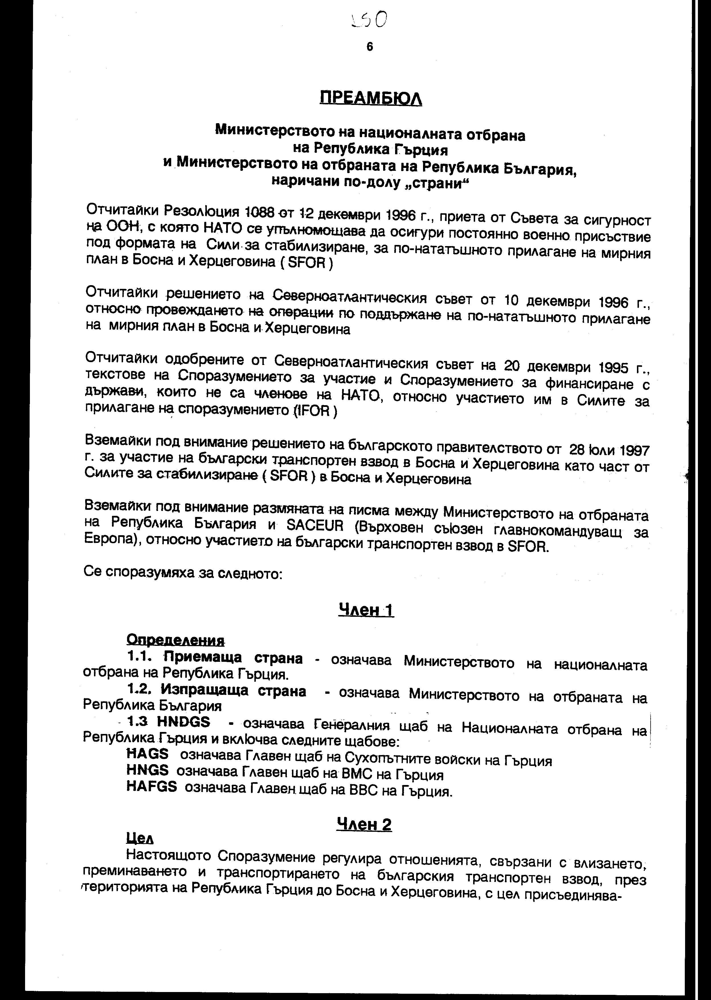 150
6
ПРЕАМБЮЛ
Министерството на националната отбрана
на Република Гърция
и Министерството на отбраната на Република България,
наричани по-долу „страни“
Отчитайки Резолюция 1088 от 12 декември 1996 г., приета от Съвета за сигурност
на ООН, с която НАТО се упълномощава да осигури постоянно военно присъствие
под формата на Сили за стабилизиране, за по-нататъшното прилагане на мирния
план в Босна и Херцеговина ( SFOR )
Отчитайки решението на Северноатлантическия съвет от 10 декември 1996 г.,
относно провеждането на операции по поддържане на по-нататъшното прилагане
на мирния план в Босна и Херцеговина
Отчитайки одобрените от Северноатлантическия съвет на 20 декември 1995 г.,
текстове на Споразумението за участие и Споразумението за финансиране с
държави, които не са членове на НАТО, относно участието им в Силите за
прилагане на споразумението (IFOR )
Вземайки под внимание решението на българското правителството от 28 юли 1997
г. за участие на български транспортен взвод в Босна и Херцеговина като част от
Силите за стабилизиране ( SFOR ) в Босна и Херцеговина
Вземайки под внимание размяната на писма между Министерството на отбраната
на Република България и SACEUR (Върховен съюзен главнокомандуващ за
Европа), относно участието на български транспортен взвод в SFOR.
Се споразумяха за следното:
Член 1
Определения
1.1. Приемаща страна - означава Министерството на националната
отбрана на Република Гърция.
1.2. Изпращаща страна - означава Министерството на отбраната на
Република България
1.3 HNDGS - означава Генералния щаб на Националната отбрана на
Република Гърция и включва следните щабове:
HAGS означава Главен щаб на Сухопътните войски на Гърция
HNGS означава Главен щаб на ВМС на Гърция
HAFGS означава Главен щаб на ВВС на Гърция.
Член 2
Цел
Настоящото Споразумение регулира отношенията, свързани с влизането,
преминаването и транспортирането на българския транспортен взвод, през
територията на Република Гърция до Босна и Херцеговина, с цел присъединява-